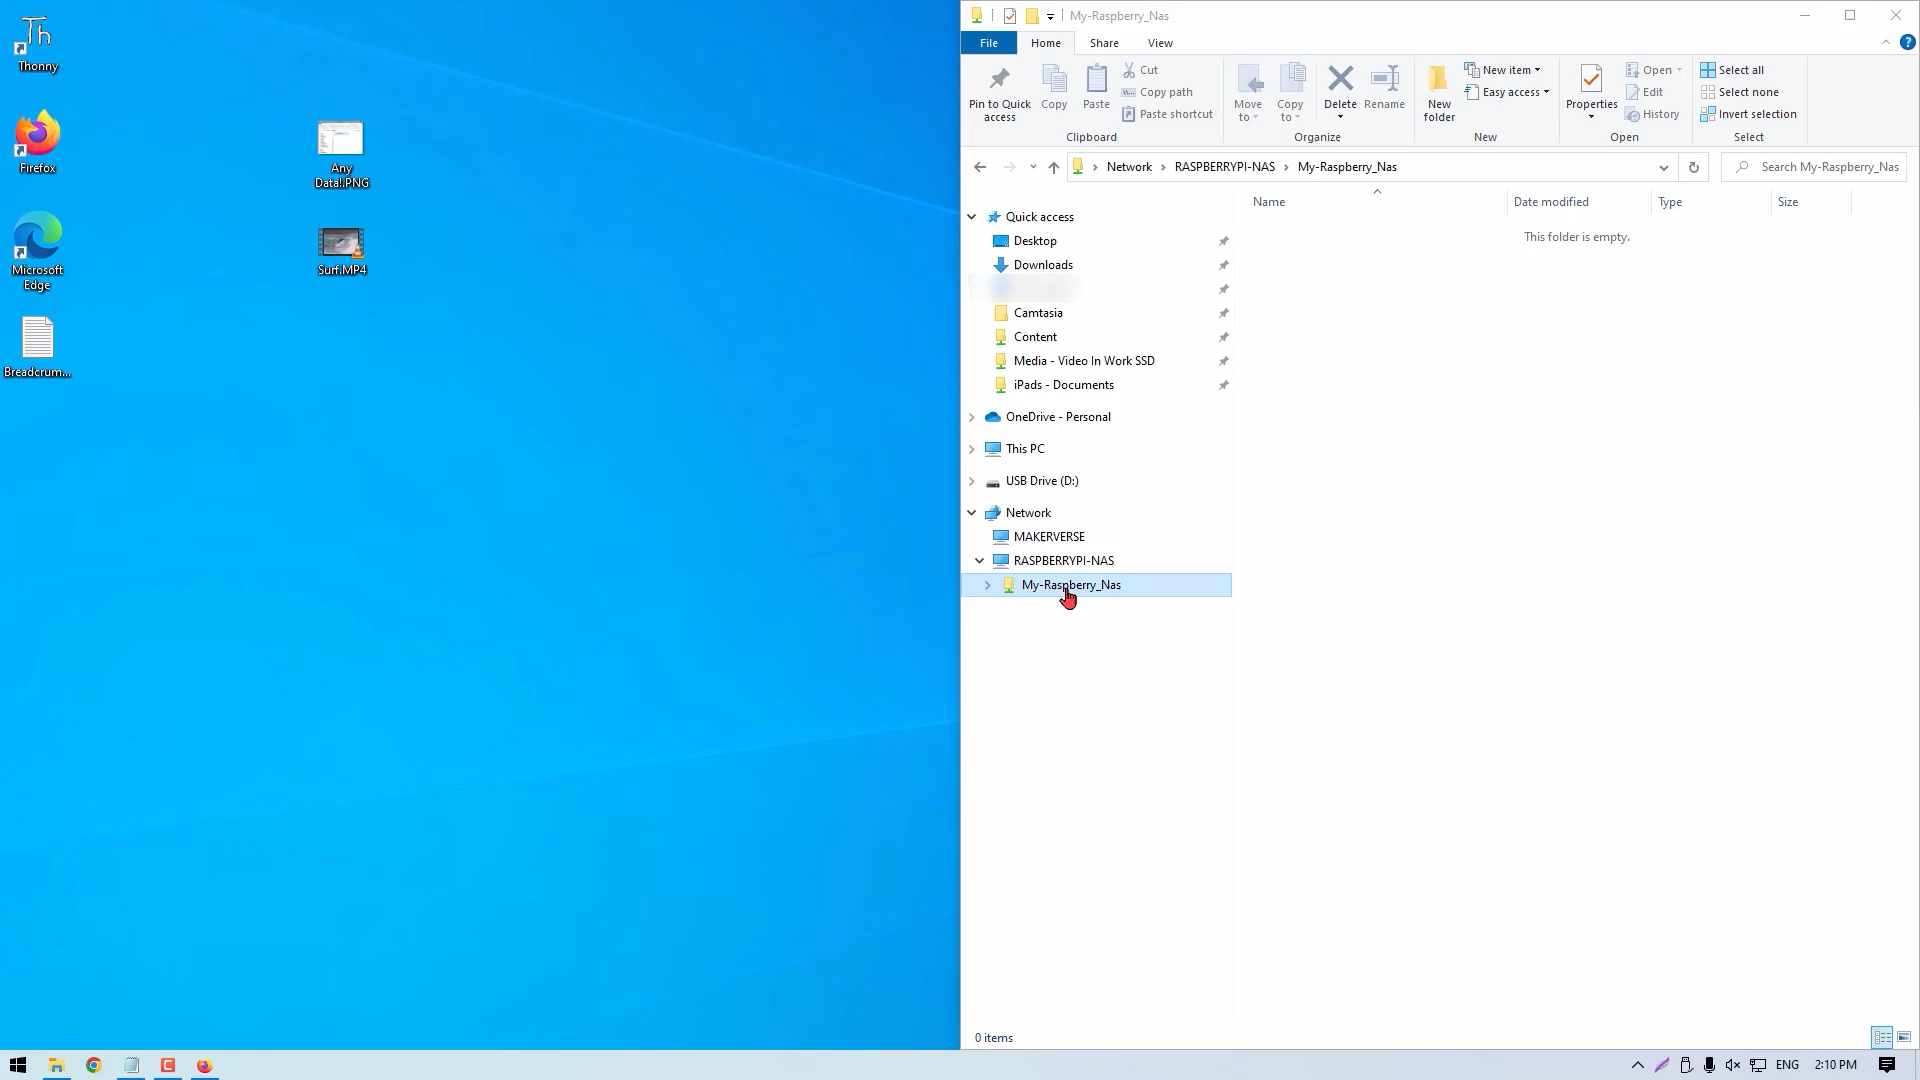 Th
Thonny
Firefox
Microsoft
Edge
Breadcrum...
Any
Data!.PNG
Surf.MP4
My-Raspberry_Nas
File
Home
Share
View
Pin to Quick
access
Copy
Paste
Cut
Copy path
Paste shortcut
Clipboard
Move
to
Copy
to
Delete
Rename
Organize
New
folder
New item
Easy access
New
Properties
Open
Edit
History
Open
Select all
Select none
Invert selection
Select
Network
RASPBERRYPI-NAS
My-Raspberry_Nas
Search My-Raspberry_Nas
Quick access
Desktop
Downloads
Camtasia
Content
Media - Video In Work SSD
iPads - Documents
OneDrive - Personal
This PC
USB Drive (D:)
Network
MAKERVERSE
RASPBERRYPI-NAS
My-Raspberry_Nas
Name
Date modified
Type
Size
This folder is empty.
0 items
ENG
2:10 PM